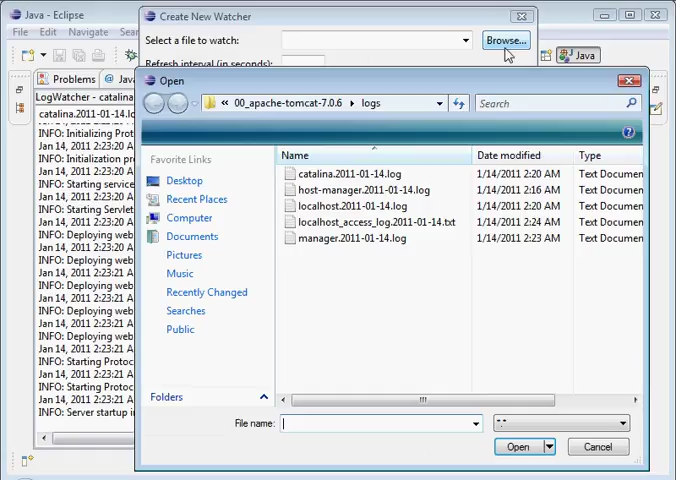 Java - Eclipse
File Edit Navigate Sear
Create New Watcher
Select a file to watch:
Browse...
Refresh interval (in seconds):
Java
Problems @ Java
LogWatcher - catalina
catalina.2011-01-14.lo
INFO: Initializing Prot
Jan 14, 2011 2:23:20 A
INFO: Initialization pro
Jan 14, 2011 2:23:20 A
INFO: Starting service
Jan 14, 2011 2:23:20 A
INFO: Starting Servlet
Jan 14, 2011 2:23:20 A
INFO: Deploying web
Jan 14, 2011 2:23:21 A
INFO: Deploying web
Jan 14, 2011 2:23:21 A
INFO: Deploying web
Jan 14, 2011 2:23:21 A
INFO: Deploying web
Jan 14, 2011 2:23:21 A
INFO: Starting Protoc
Jan 14, 2011 2:23:21 A
INFO: Starting Protoc
Jan 14, 2011 2:23:21 A
INFO: Server startup in
Open
« 00_apache-tomcat-7.0.6 logs
Search
Favorite Links
Desktop
Recent Places
Computer
Documents
Pictures
Music
Recently Changed
Searches
Public
Folders
Name Date modified Type
catalina.2011-01-14.log 1/14/2011 2:20 AM Text Documen
host-manager.2011-01-14.log 1/14/2011 2:16 AM Text Documen
localhost.2011-01-14.log 1/14/2011 2:20 AM Text Documen
localhost_access_log.2011-01-14.txt 1/14/2011 2:24 AM Text Documen
manager.2011-01-14.log 1/14/2011 2:23 AM Text Documen
File name:
*.*
Open
Cancel